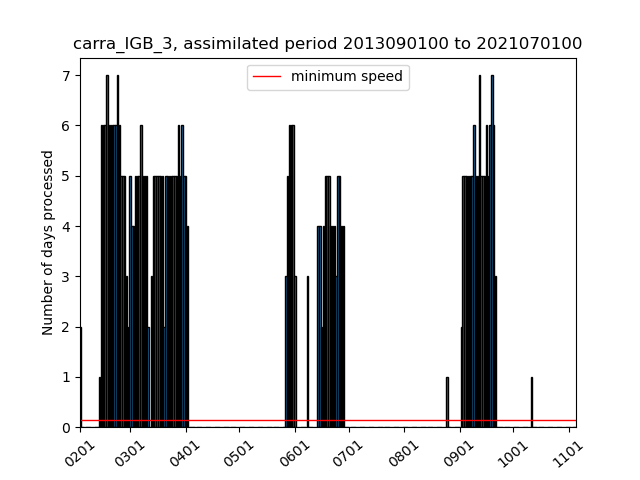 carra_IGB_3, assimilated period 2013090100 to 2021070100
minimum speed
Number of days processed
7
6
5
4
3
2
1
0
0201 0301 0401 0501 0601 0701 0801 0901 1001 1101